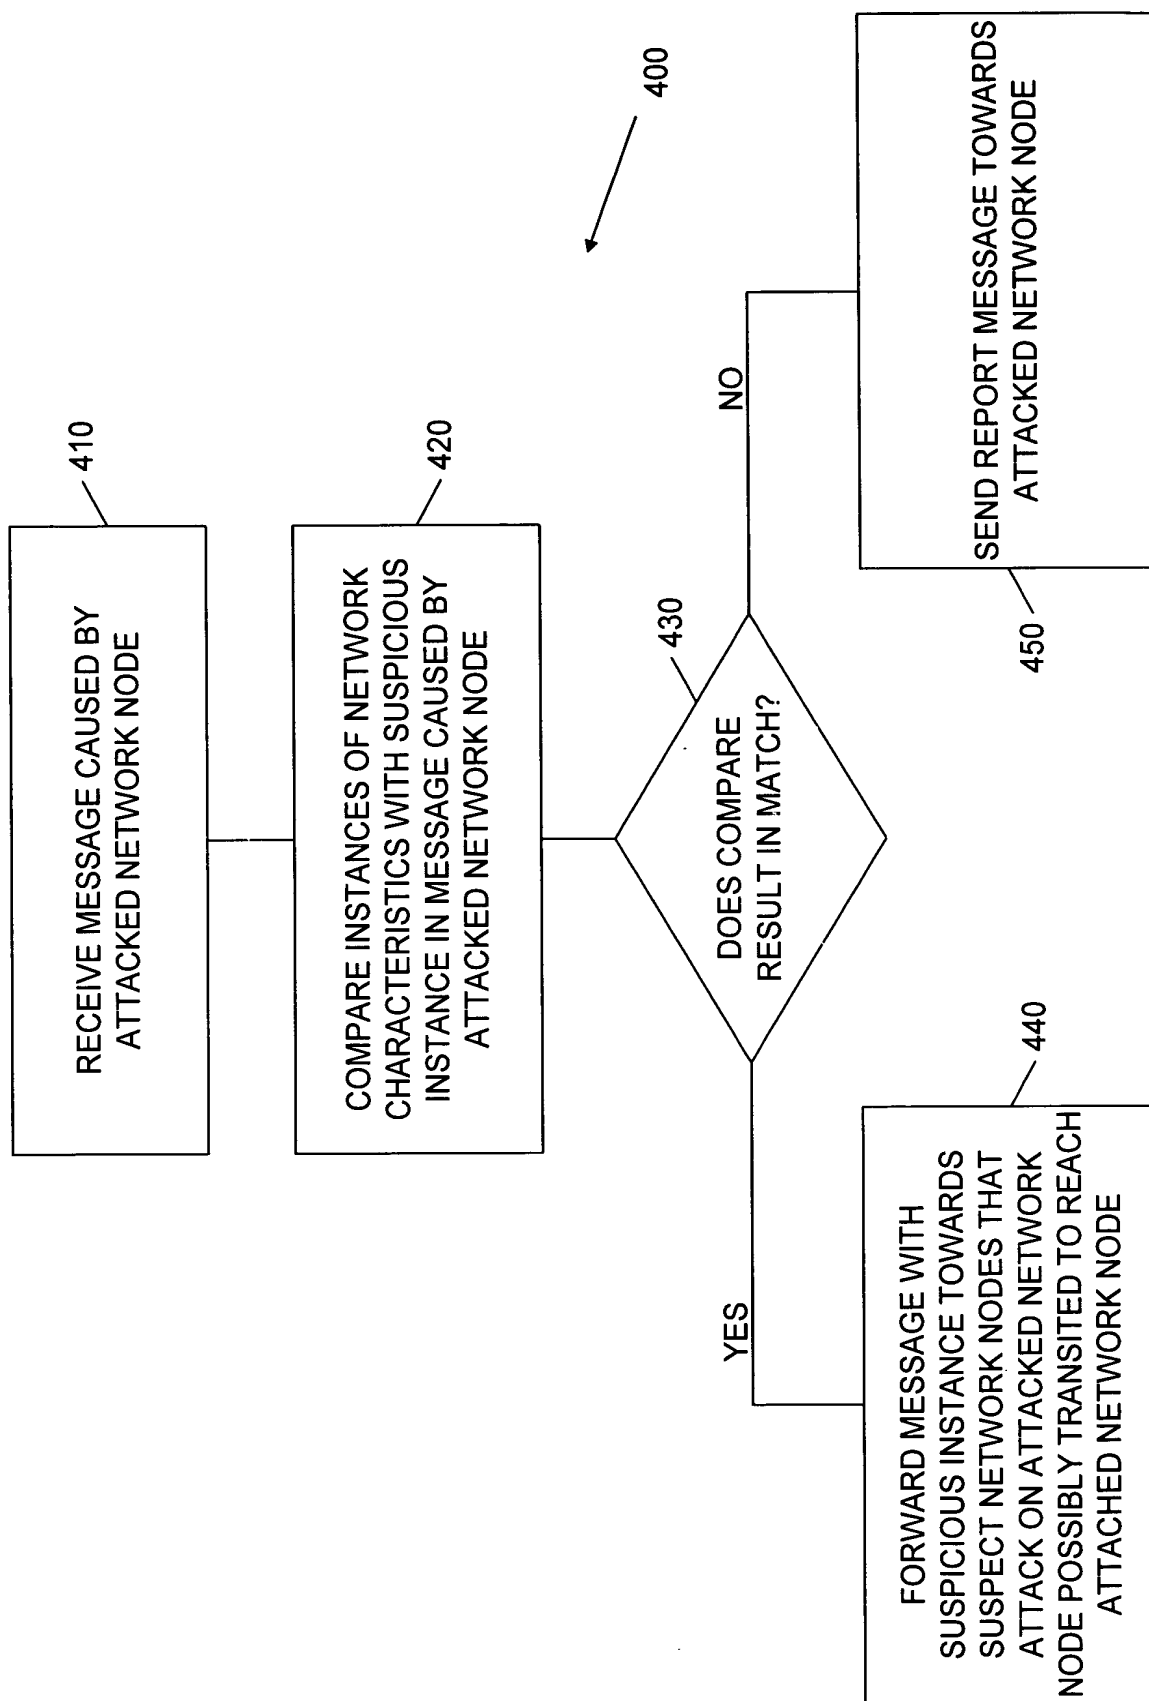 400
410
RECEIVE MESSAGE CAUSED BY
ATTACKED NETWORK NODE
420
COMPARE INSTANCES OF NETWORK
CHARACTERISTICS WITH SUSPICIOUS
INSTANCE IN MESSAGE CAUSED BY
ATTACKED NETWORK NODE
430
DOES COMPARE
RESULT IN MATCH?
YES
NO
440
FORWARD MESSAGE WITH
SUSPICIOUS INSTANCE TOWARDS
SUSPECT NETWORK NODES THAT
ATTACK ON ATTACKED NETWORK
NODE POSSIBLY TRANSITED TO REACH
ATTACHED NETWORK NODE
450
SEND REPORT MESSAGE TOWARDS
ATTACKED NETWORK NODE